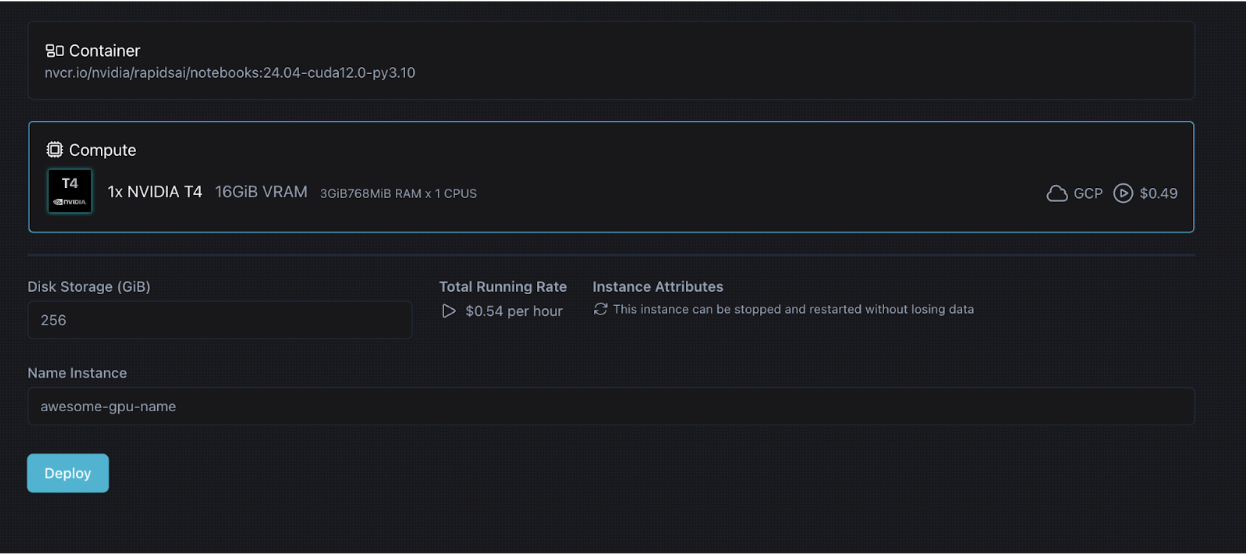 Container
nvcr.io/nvidia/rapidsai/notebooks:24.04-cuda12.0-py3.10
Compute
T4
NVIDIA
1x NVIDIA T4 16GiB VRAM 3GiB768MiB RAM x 1 CPUS
GCP $0.49
Disk Storage (GiB)
256
Total Running Rate
$0.54 per hour
Instance Attributes
This instance can be stopped and restarted without losing data
Name Instance
awesome-gpu-name
Deploy